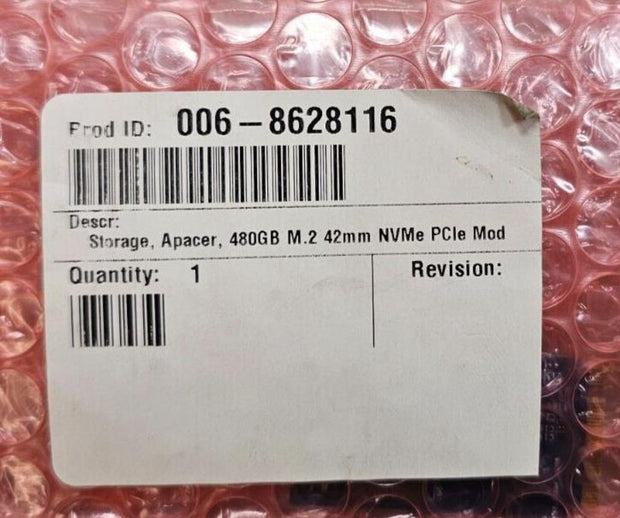 Prod ID: 006-8628116
Descr:
Storage, Apacer, 480GB M.2 42mm NVMe PCIe Mod
Quantity: 1
Revision: